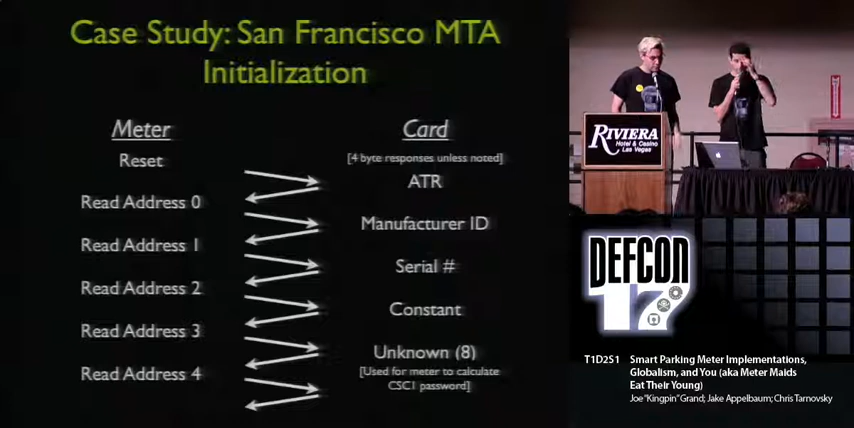 Case Study: San Francisco MTA
Initialization
Meter
Card
Reset
[4 byte responses unless noted]
ATR
Read Address 0
Manufacturer ID
Read Address 1
Serial #
Read Address 2
Constant
Read Address 3
Unknown (8)
[Used for meter to calculate
CSC1 password]
Read Address 4
RIVIERA
Hotel & Casino
Las Vegas
DEFCON
17
T1D2S1
Smart Parking Meter Implementations,
Globalism, and You (aka Meter Maids
Eat Their Young)
Joe "Kingpin" Grand; Jake Appelbaum; Chris Tarnovsky